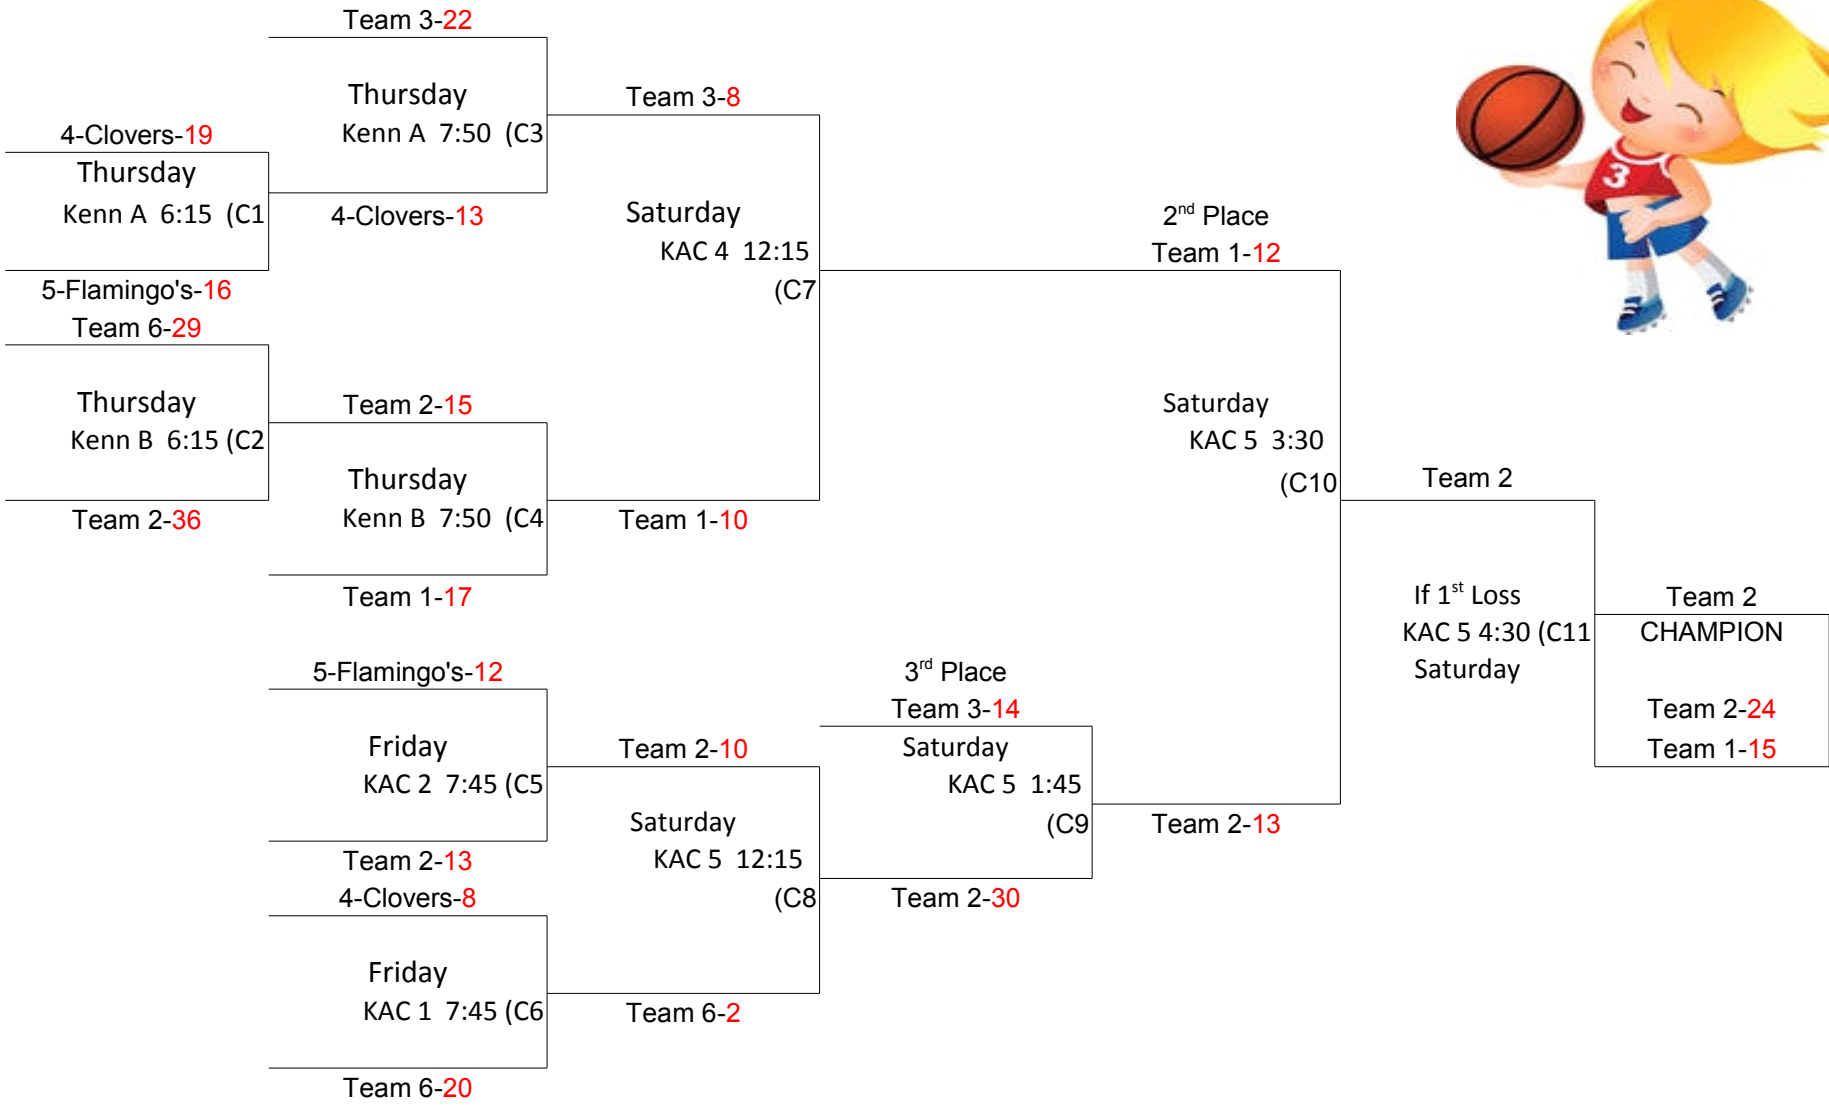 Team 3-22
Thursday
Kenn A 7:50 (C3
Team 3-8
4-Clovers-19
Thursday
Kenn A 6:15 (C1
4-Clovers-13
5-Flamingo's-16
Saturday
KAC 4 12:15
(C7
2nd Place
Team 1-12
Team 6-29
Thursday
Kenn B 6:15 (C2
Team 2-36
Team 2-15
Thursday
Kenn B 7:50 (C4
Team 1-10
Team 1-17
Saturday
KAC 5 3:30
(C10
Team 2
If 1st Loss
KAC 5 4:30 (C11
Saturday
Team 2
CHAMPION
Team 2-24
Team 1-15
5-Flamingo's-12
Friday
KAC 2 7:45 (C5
Team 2-13
Team 2-10
3rd Place
Team 3-14
Saturday
KAC 5 1:45
(C9
Team 2-13
Saturday
KAC 5 12:15
(C8
Team 2-30
4-Clovers-8
Friday
KAC 1 7:45 (C6
Team 6-2
Team 6-20
3